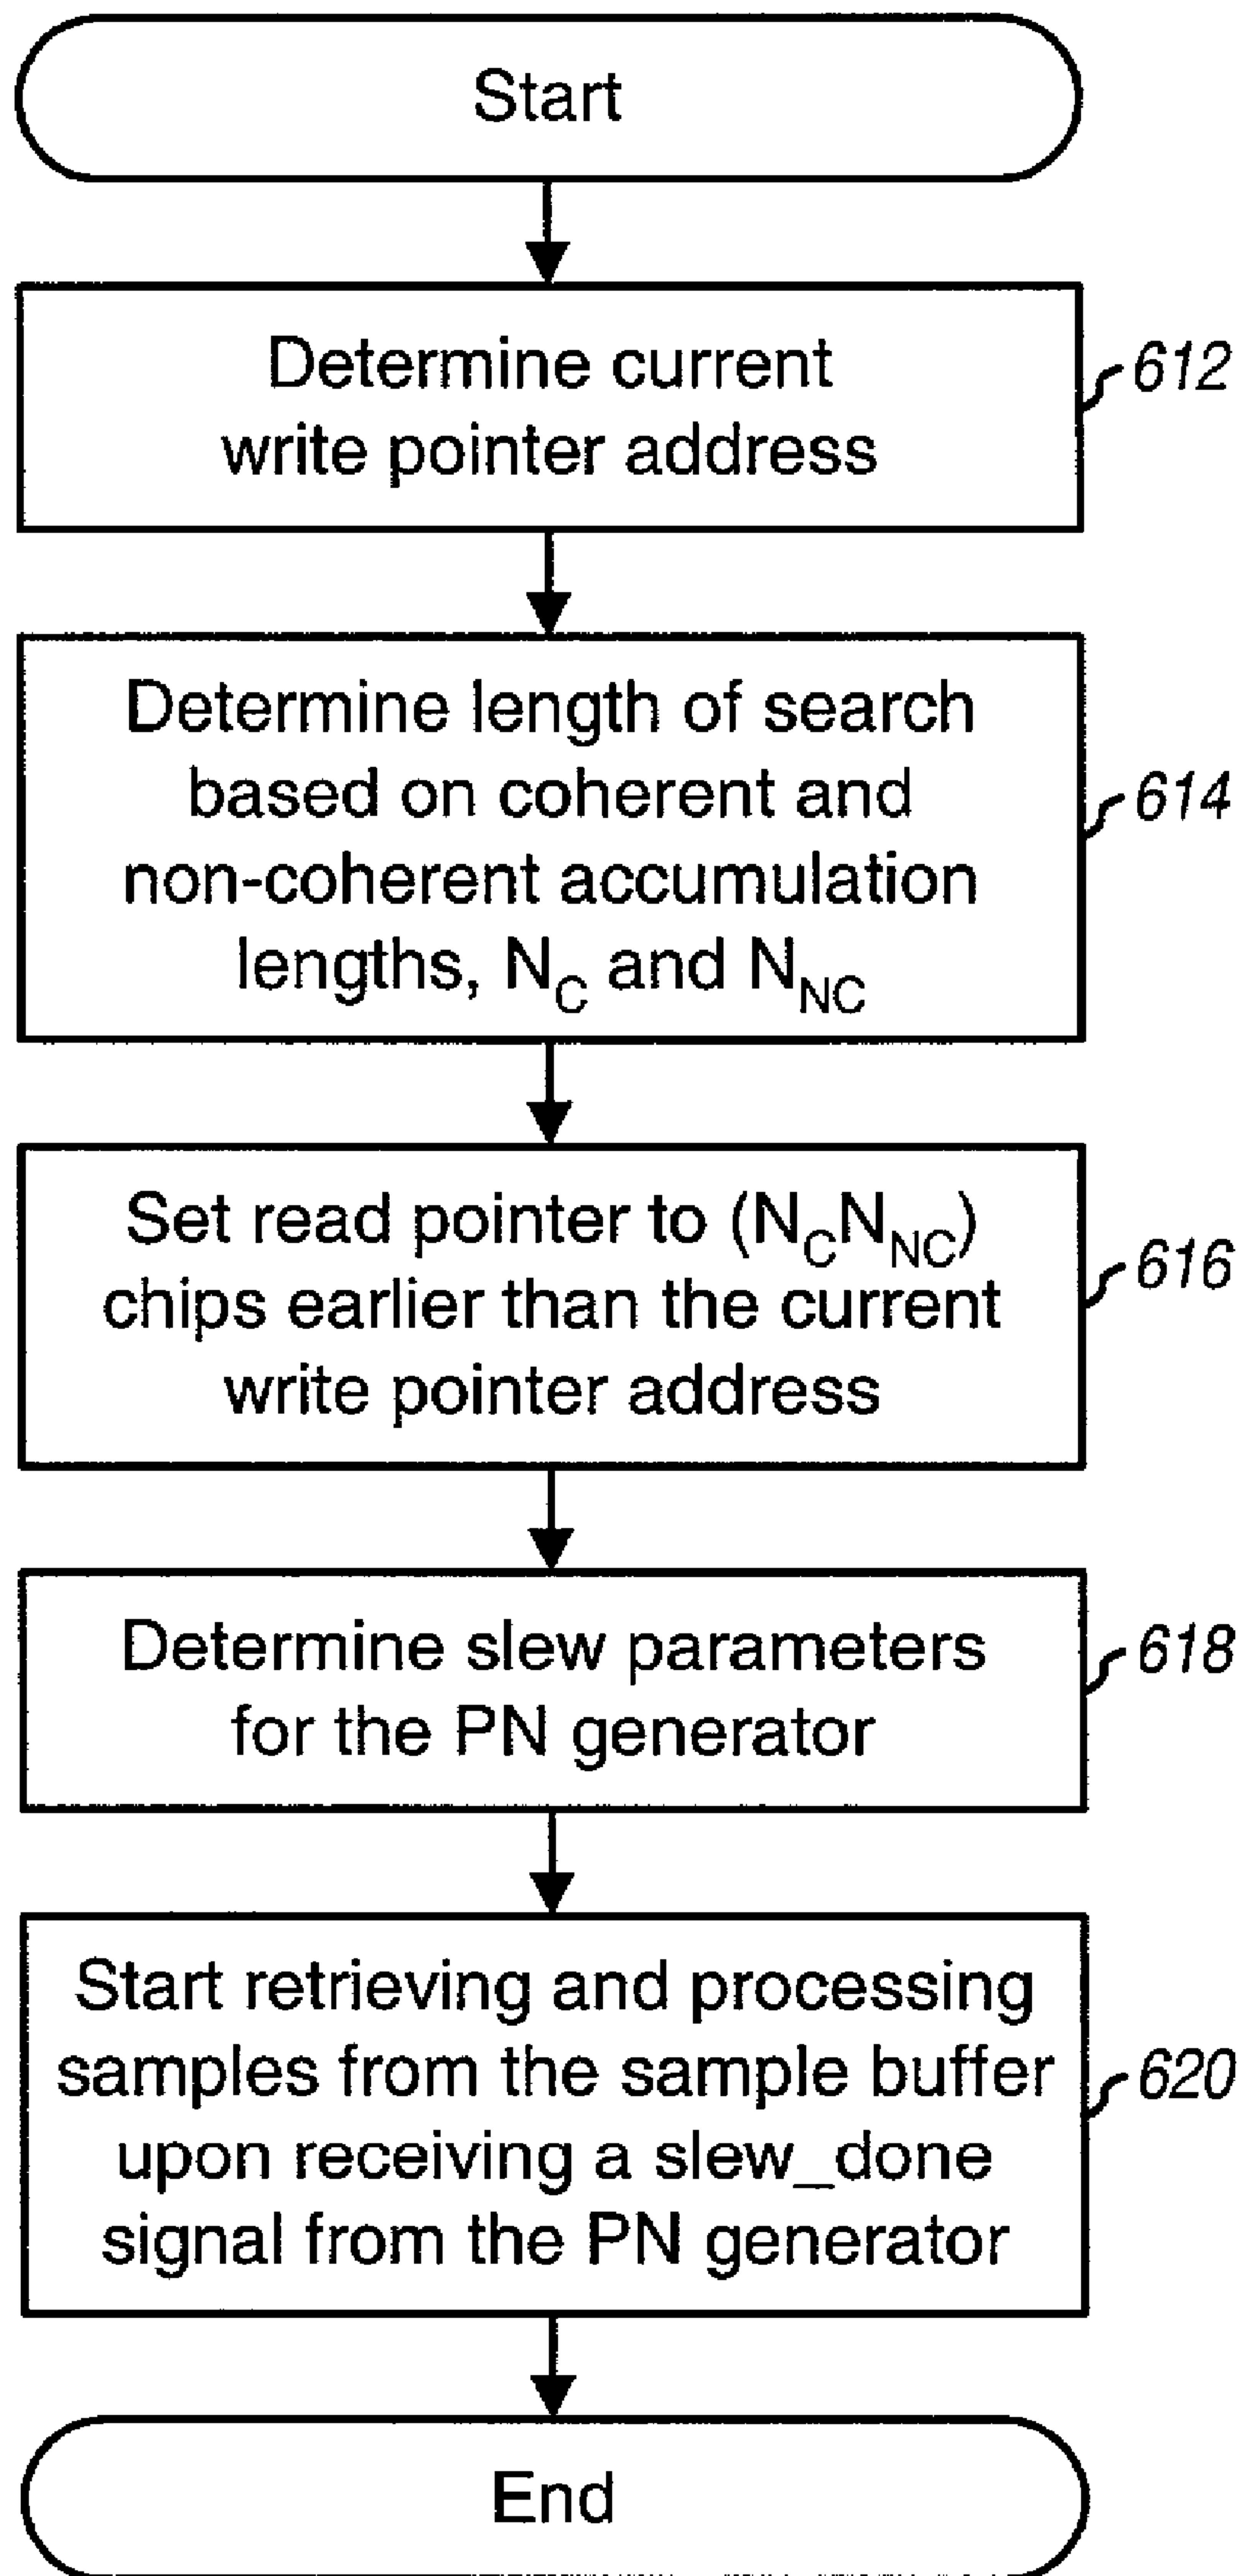 Start
Determine current
write pointer address
612
Determine length of search
based on coherent and
non-coherent accumulation
lengths, N_C and N_NC
614
Set read pointer to (N_CN_NC)
chips earlier than the current
write pointer address
616
Determine slew parameters
for the PN generator
618
Start retrieving and processing
samples from the sample buffer
upon receiving a slew_done
signal from the PN generator
620
End